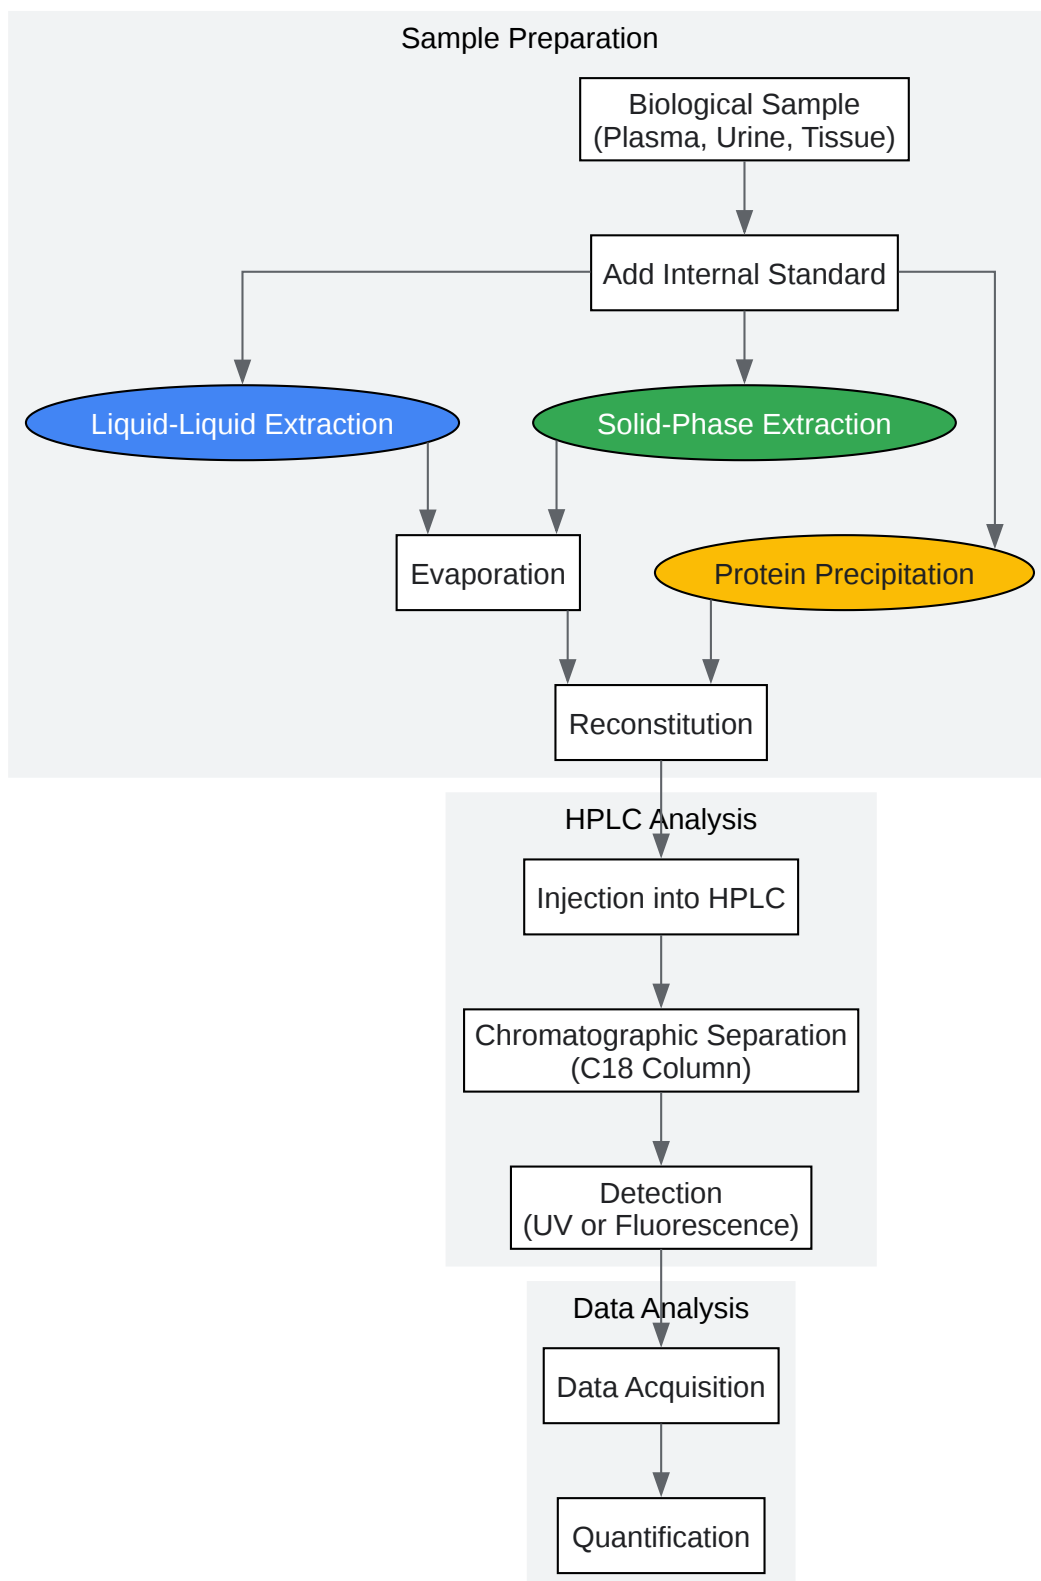 Sample Preparation
Biological Sample
(Plasma, Urine, Tissue)
Add Internal Standard
Liquid-Liquid Extraction
Solid-Phase Extraction
Evaporation
Protein Precipitation
Reconstitution
HPLC Analysis
Injection into HPLC
Chromatographic Separation
(C18 Column)
Detection
(UV or Fluorescence)
Data Analysis
Data Acquisition
Quantification